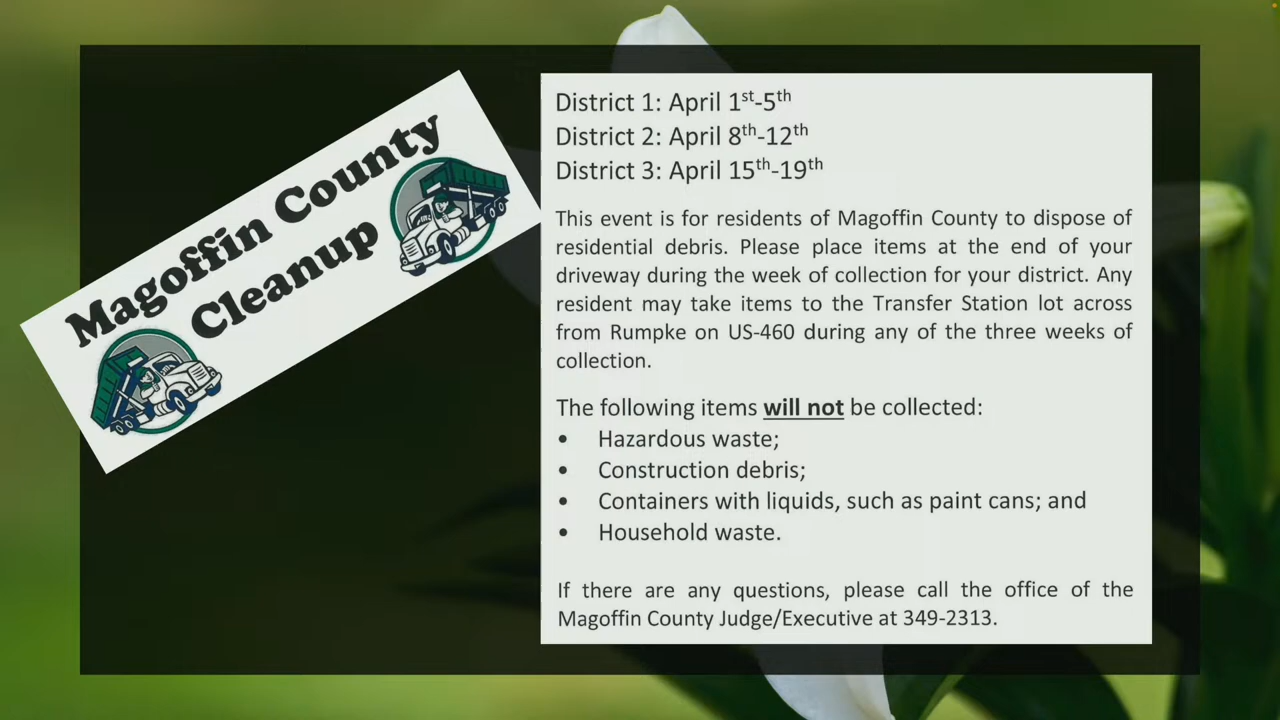 Magoffin County
Cleanup
District 1: April 1st-5th
District 2: April 8th-12th
District 3: April 15th-19th
This event is for residents of Magoffin County to dispose of
residential debris. Please place items at the end of your
driveway during the week of collection for your district. Any
resident may take items to the Transfer Station lot across
from Rumpke on US-460 during any of the three weeks of
collection.
The following items will not be collected:
• Hazardous waste;
• Construction debris;
• Containers with liquids, such as paint cans; and
• Household waste.
If there are any questions, please call the office of the
Magoffin County Judge/Executive at 349-2313.